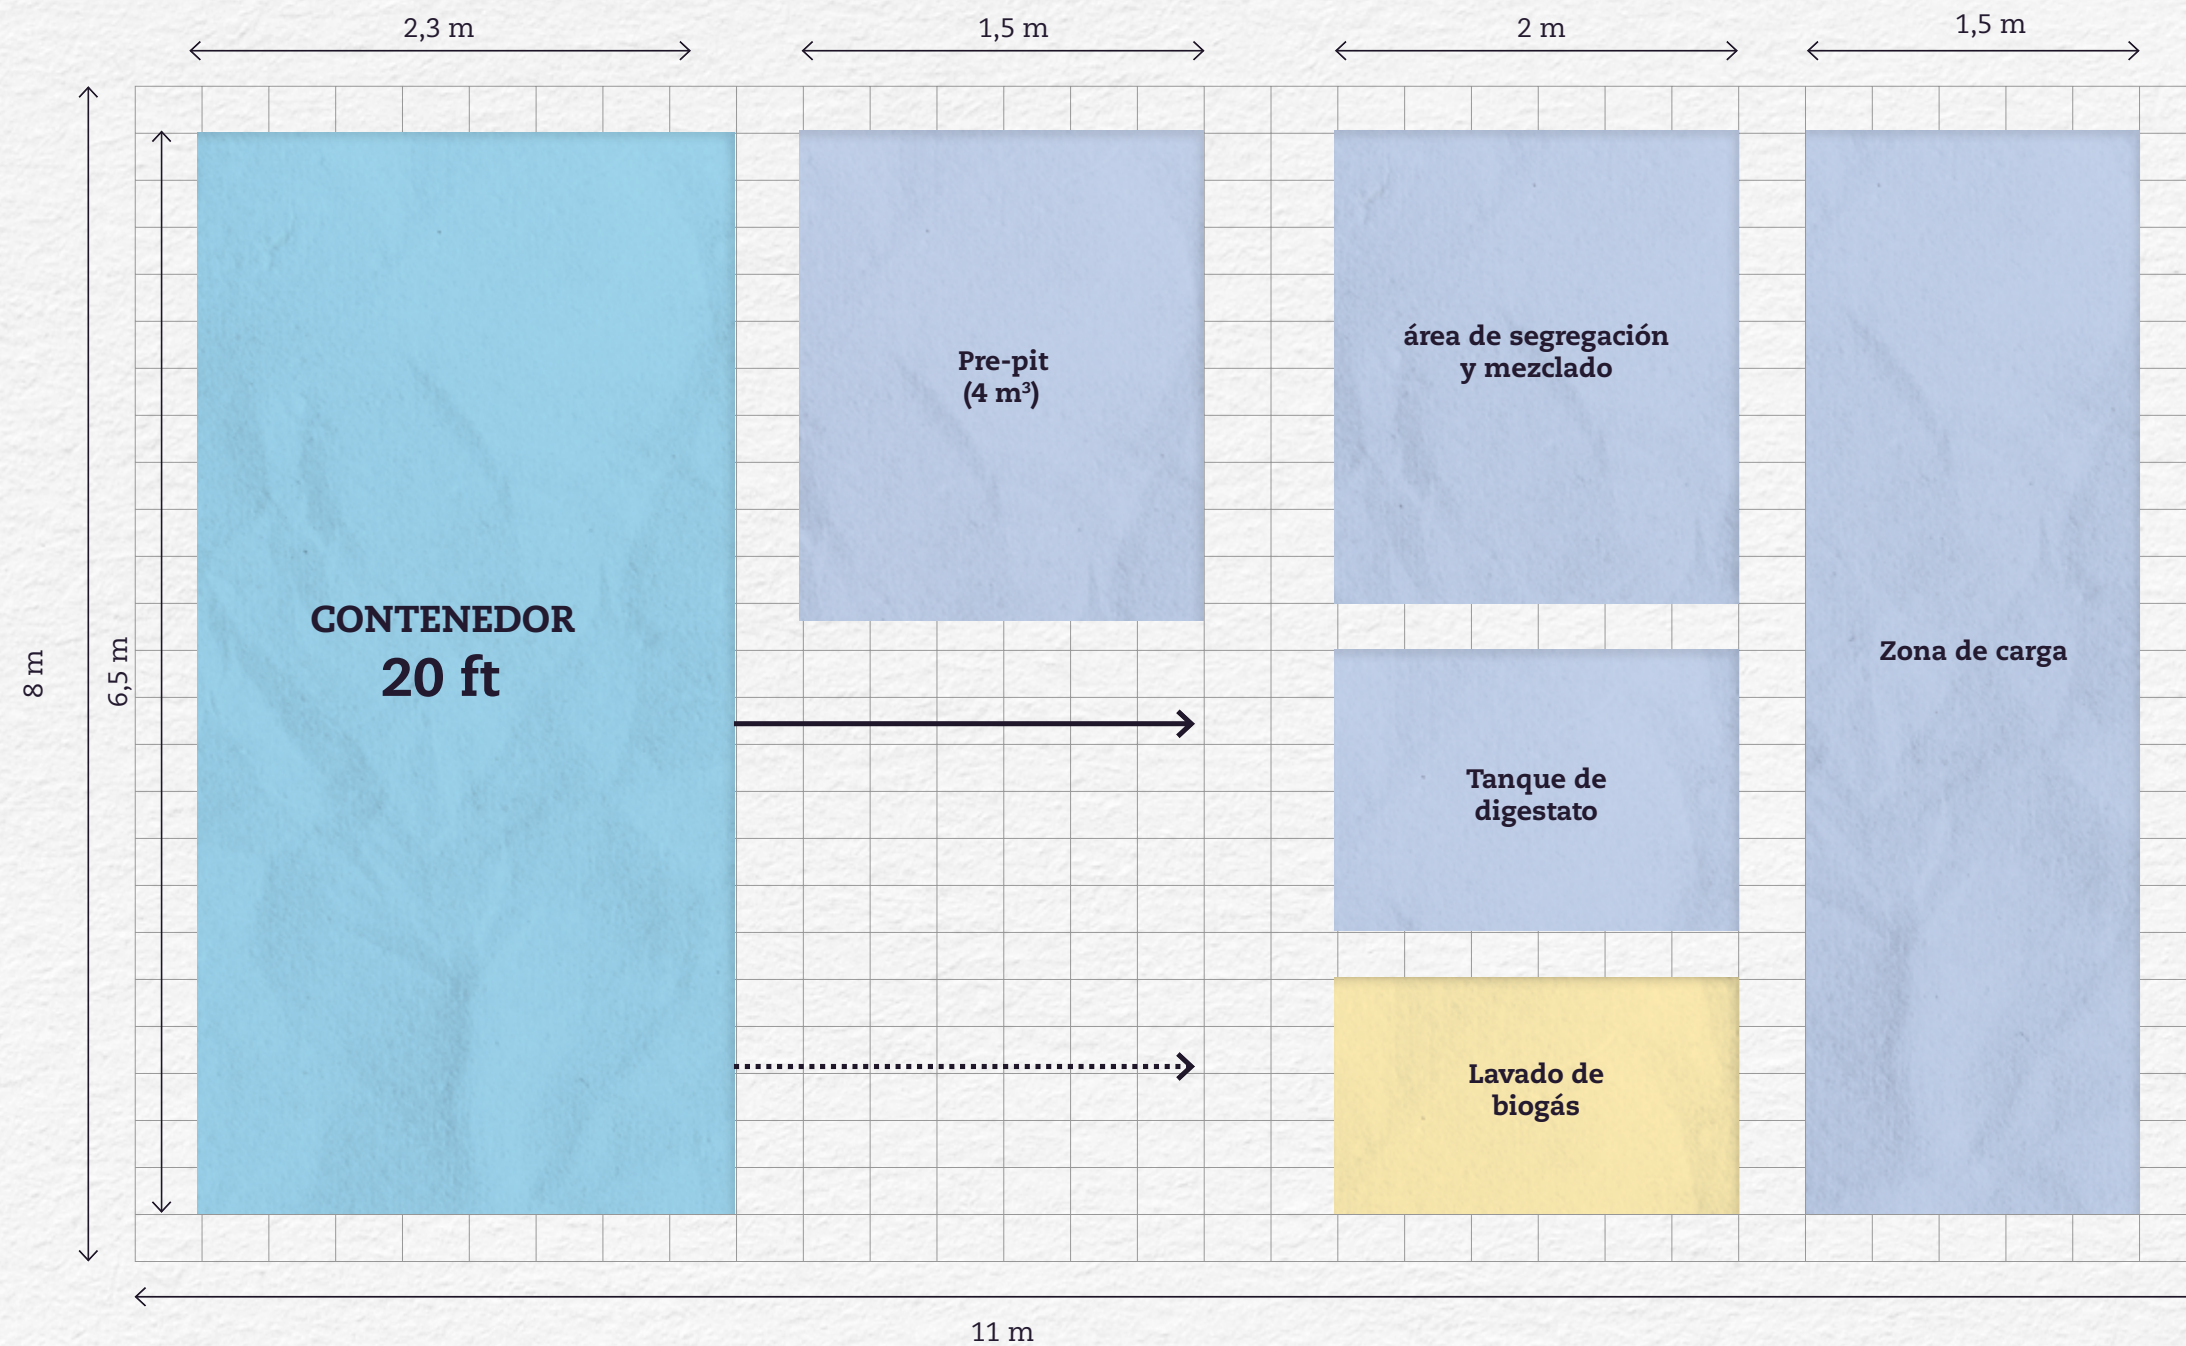 2,3 m
1,5 m
2 m
1,5 m
8 m
6,5 m
CONTENEDOR
20 ft
Pre-pit
(4 m³)
área de segregación
y mezclado
Tanque de
digestato
Lavado de
biogás
Zona de carga
11 m